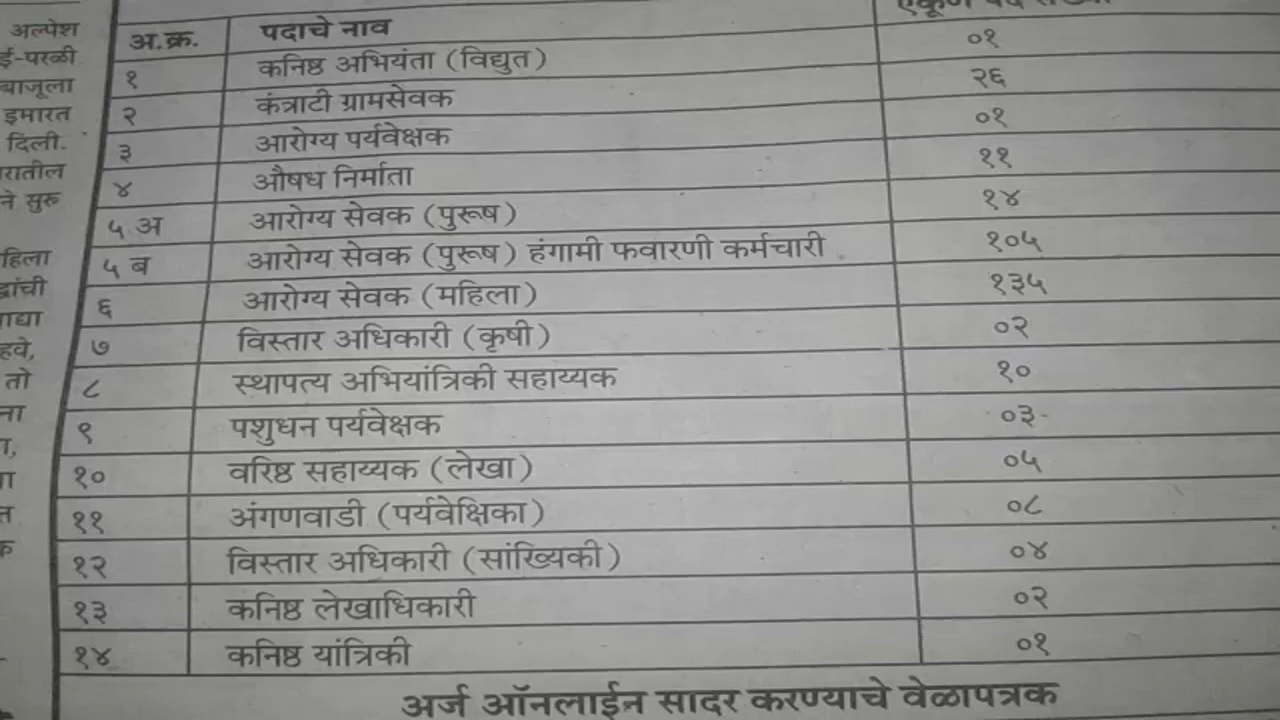 अल्पेश
ई-परळी
बाजूला
इमारत
दिली.
रातील
ने सुरू
हिला
तो
अ.क्र. पदाचे नाव
१ कनिष्ठ अभियंता (विद्युत) ०१
२ कंत्राटी ग्रामसेवक २६
३ आरोग्य पर्यवेक्षक ०१
४ औषध निर्माता ११
५ अ आरोग्य सेवक (पुरूष) १४
५ ब आरोग्य सेवक (पुरूष) हंगामी फवारणी कर्मचारी १०५
६ आरोग्य सेवक (महिला) १३५
७ विस्तार अधिकारी (कृषी) ०२
८ स्थापत्य अभियांत्रिकी सहाय्यक १०
९ पशुधन पर्यवेक्षक ०३
१० वरिष्ठ सहाय्यक (लेखा) ०५
११ अंगणवाडी (पर्यवेक्षिका) ०८
१२ विस्तार अधिकारी (सांख्यिकी) ०४
१३ कनिष्ठ लेखाधिकारी ०२
१४ कनिष्ठ यांत्रिकी ०१
अर्ज ऑनलाईन सादर करण्याचे वेळापत्रक